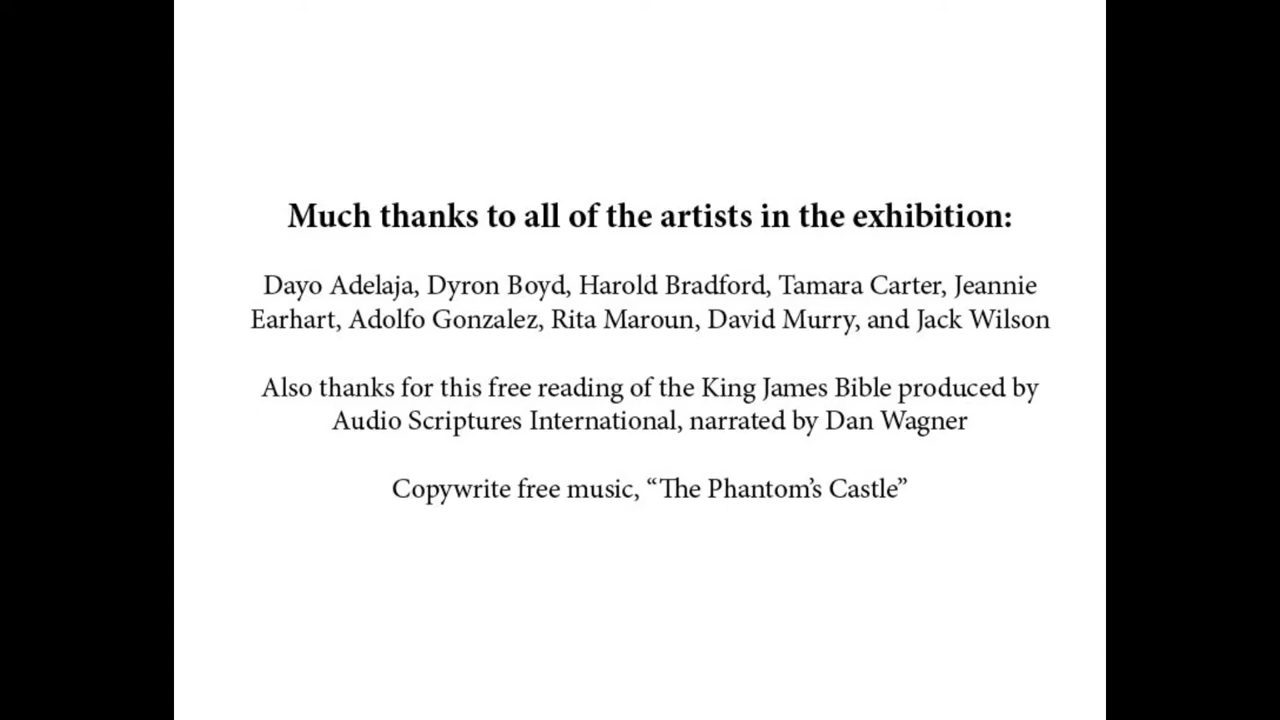 Much thanks to all of the artists in the exhibition:
Dayo Adelaja, Dyron Boyd, Harold Bradford, Tamara Carter, Jeannie
Earhart, Adolfo Gonzalez, Rita Maroun, David Murry, and Jack Wilson
Also thanks for this free reading of the King James Bible produced by
Audio Scriptures International, narrated by Dan Wagner
Copywrite free music, “The Phantom’s Castle”